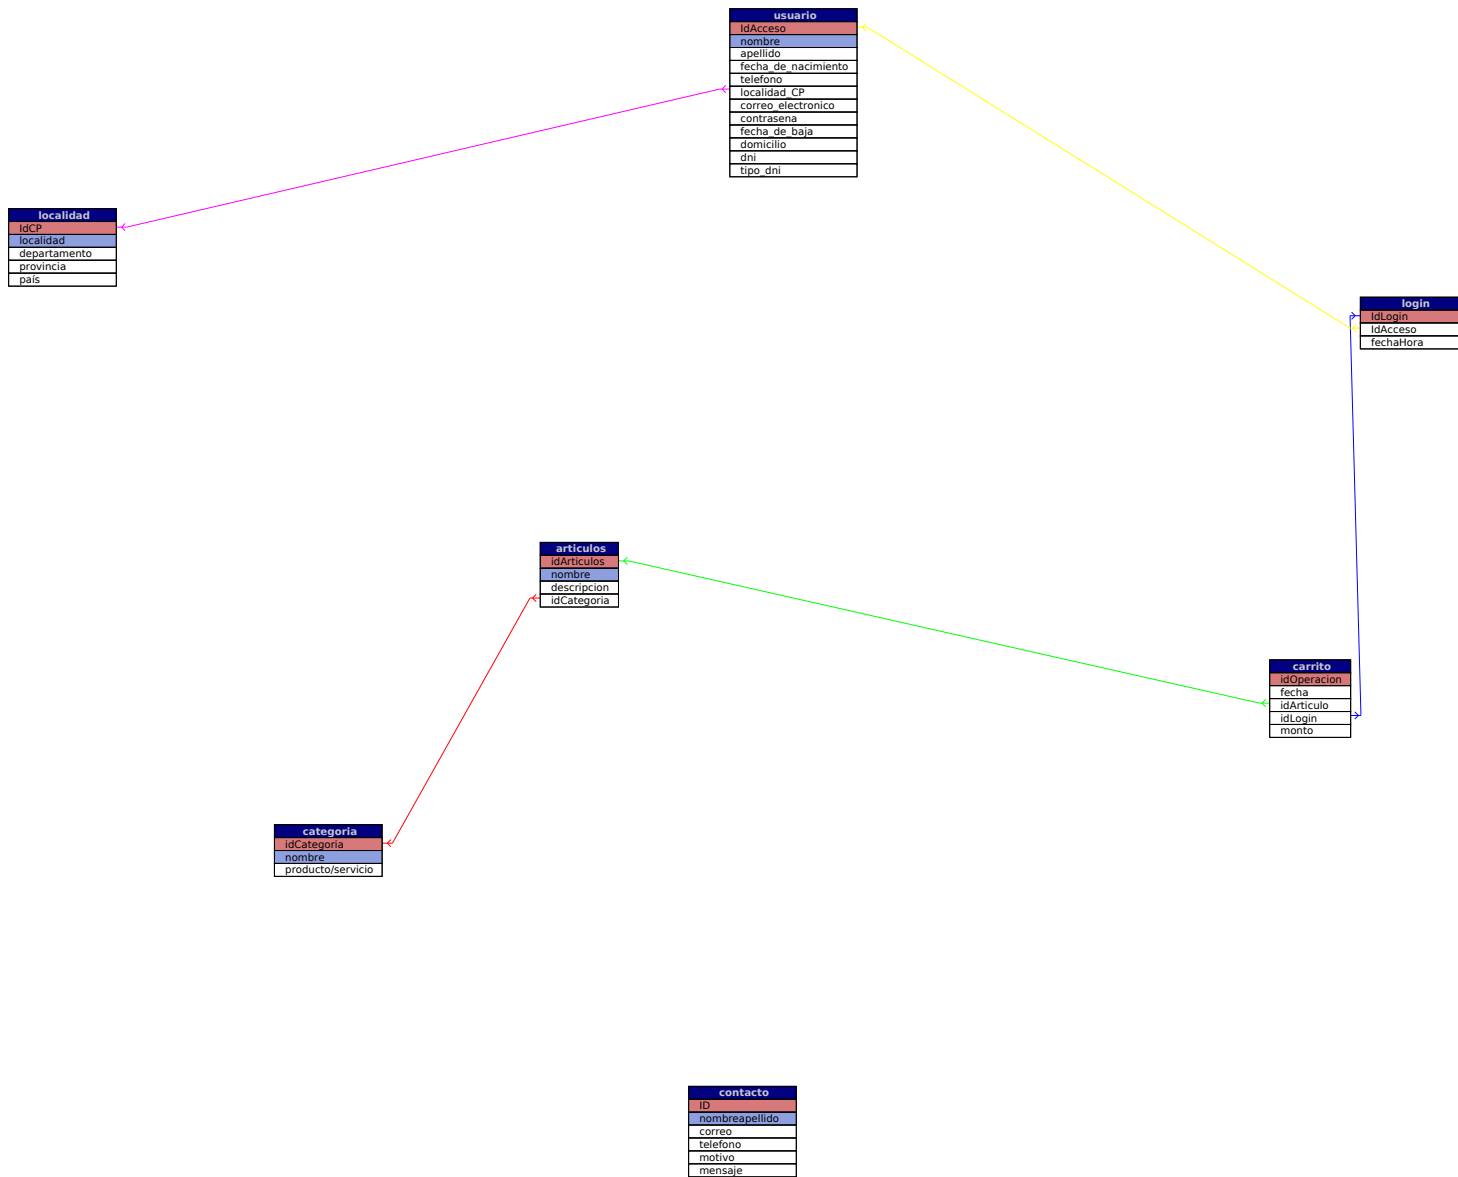 usuario
IdAcceso
nombre
apellido
fecha_de_nacimiento
telefono
localidad_CP
correo_electronico
contrasena
fecha_de_baja
domicilio
dni
tipo_dni
localidad
IdCP
localidad
departamento
provincia
país
login
IdLogin
IdAcceso
fechaHora
articulos
idArticulos
nombre
descripcion
idCategoria
carrito
idOperacion
fecha
idArticulo
idLogin
monto
categoria
idCategoria
nombre
producto/servicio
contacto
ID
nombreapellido
correo
telefono
motivo
mensaje